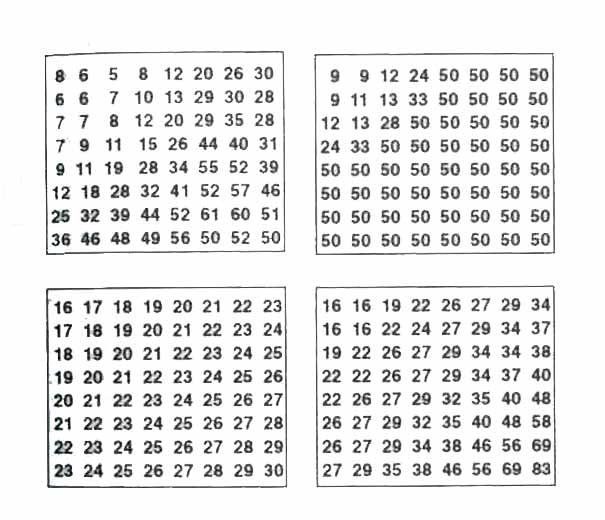 8 6 5 8 12 20 26 30
6 6 7 10 13 29 30 28
7 7 8 12 20 29 35 28
7 9 11 15 26 44 40 31
9 11 19 28 34 55 52 39
12 18 28 32 41 52 57 46
25 32 39 44 52 61 60 51
36 46 48 49 56 50 52 50
9 9 12 24 50 50 50 50
9 11 13 33 50 50 50 50
12 13 28 50 50 50 50 50
24 33 50 50 50 50 50 50
50 50 50 50 50 50 50 50
50 50 50 50 50 50 50 50
50 50 50 50 50 50 50 50
50 50 50 50 50 50 50 50
16 17 18 19 20 21 22 23
17 18 19 20 21 22 23 24
18 19 20 21 22 23 24 25
19 20 21 22 23 24 25 26
20 21 22 23 24 25 26 27
21 22 23 24 25 26 27 28
22 23 24 25 26 27 28 29
23 24 25 26 27 28 29 30
16 16 19 22 26 27 29 34
16 16 22 24 27 29 34 37
19 22 26 27 29 34 34 38
22 22 26 27 29 34 37 40
22 26 27 29 32 35 40 48
26 27 29 32 35 40 48 58
26 27 29 34 38 46 56 69
27 29 35 38 46 56 69 83